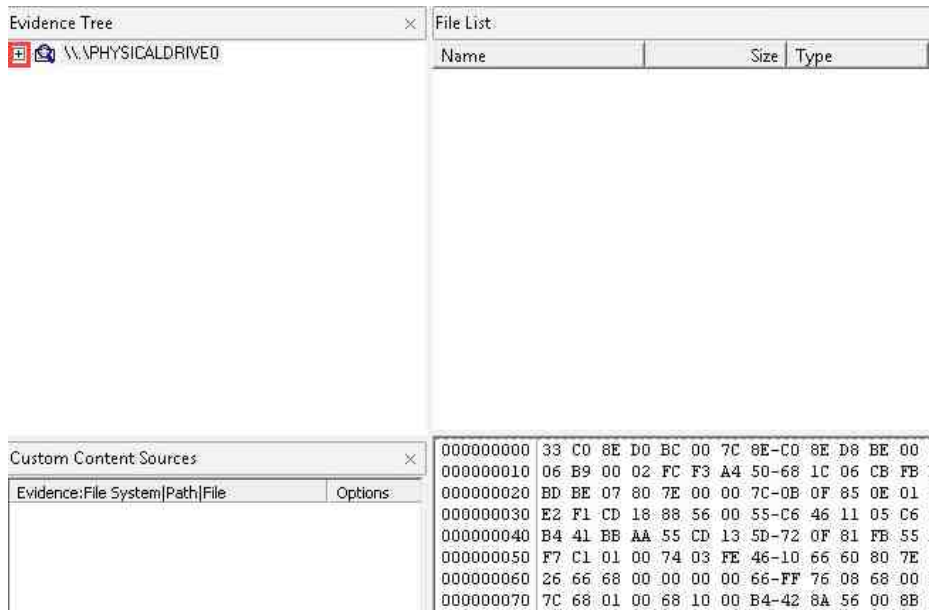 Evidence Tree
\\.\PHYSICALDRIVE0
File List
Name Size Type
Custom Content Sources
Evidence:File System|Path|File Options
000000000 33 C0 8E D0 BC 00 7C 8E-C0 8E D8 BE 00
000000010 06 B9 00 02 FC F3 A4 50-68 1C 06 CB FB
000000020 BD BE 07 80 7E 00 00 7C-0B 0F 85 0E 01
000000030 E2 F1 CD 18 88 56 00 55-C6 46 11 05 C6
000000040 B4 41 BB AA 55 CD 13 5D-72 0F 81 FB 55
000000050 F7 C1 01 00 74 03 FE 46-10 66 60 80 7E
000000060 26 66 68 00 00 00 00 66-FF 76 08 68 00
000000070 7C 68 01 00 68 10 00 B4-42 8A 56 00 8B